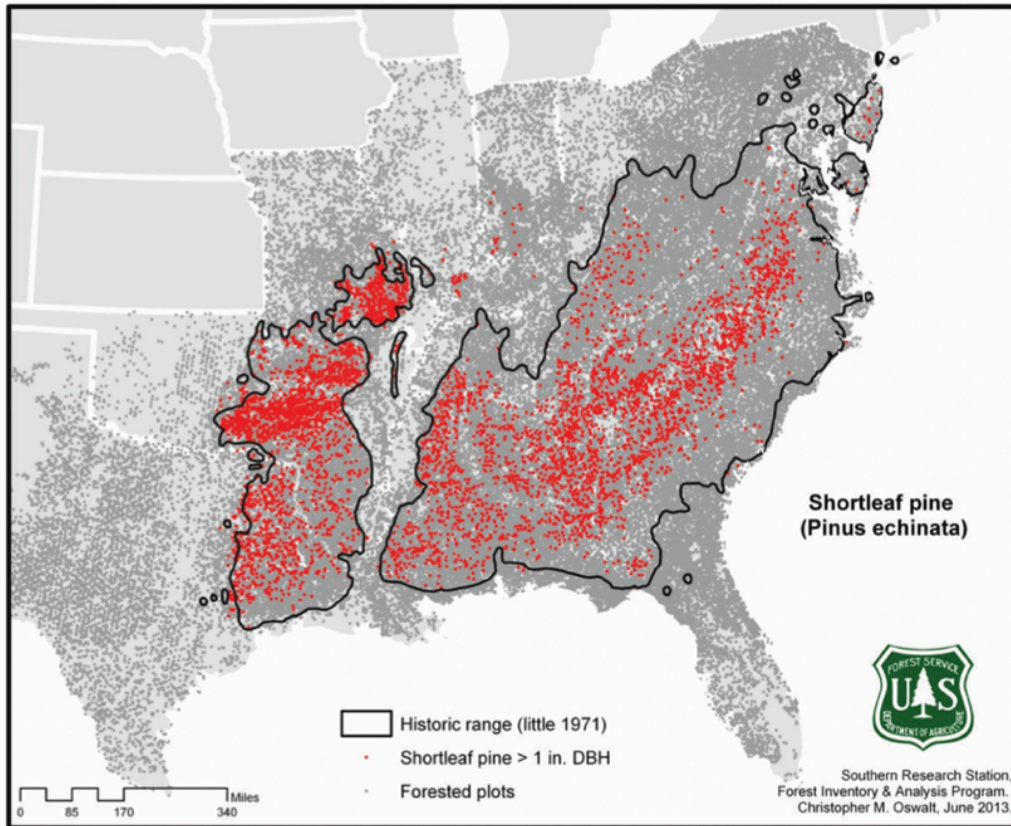 Shortleaf pine
(Pinus echinata)
FOREST SERVICE
U S
DEPARTMENT OF AGRICULTURE
Historic range (little 1971)
Shortleaf pine > 1 in. DBH
Forested plots
Miles
0 85 170 340
Southern Research Station,
Forest Inventory & Analysis Program.
Christopher M. Oswalt, June 2013.